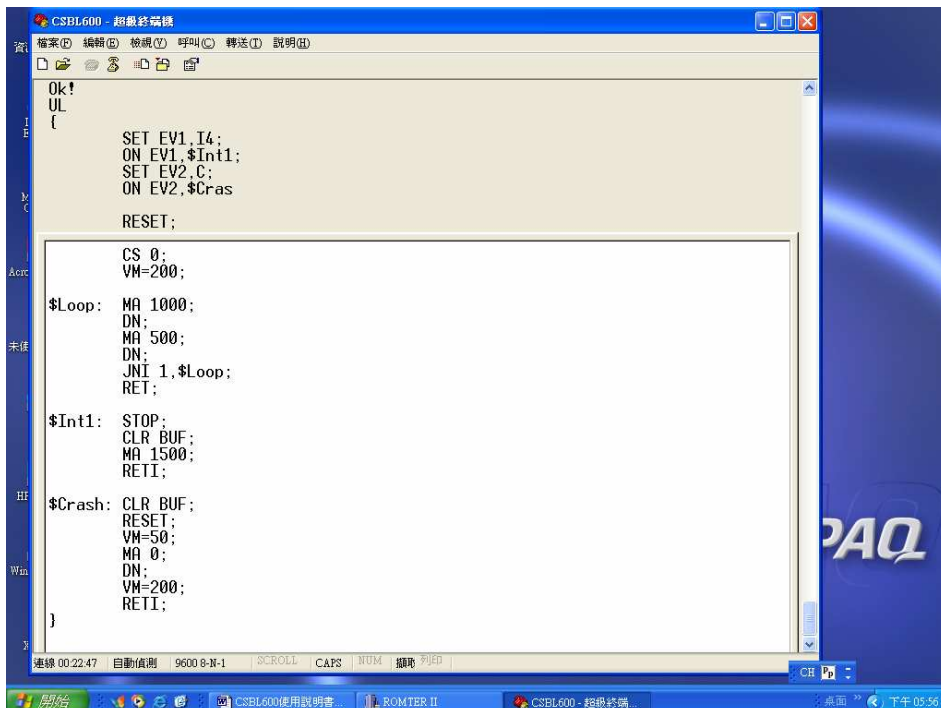 CSBL600 - 超級終端機
檔案(F) 編輯(E) 檢視(V) 呼叫(C) 轉送(T) 說明(H)
Ok!
UL
{
SET EV1,I4;
ON EV1,$Int1;
SET EV2,C;
ON EV2,$Cras
RESET;
CS 0;
VM=200;
$Loop: MA 1000;
DN;
MA 500;
DN;
JNI 1,$Loop;
RET;
$Int1: STOP;
CLR BUF;
MA 1500;
RETI;
$Crash: CLR BUF;
RESET;
VM=50;
MA 0;
DN;
VM=200;
RETI;
}
連線 00:22:47 自動偵測 9600 8-N-1 SCROLL CAPS NUM 擷取 列印
PAQ
CH
開始 CSBL600使用說明書... ROMTER II CSBL600 - 超級終端... 桌面 » 下午 05:56